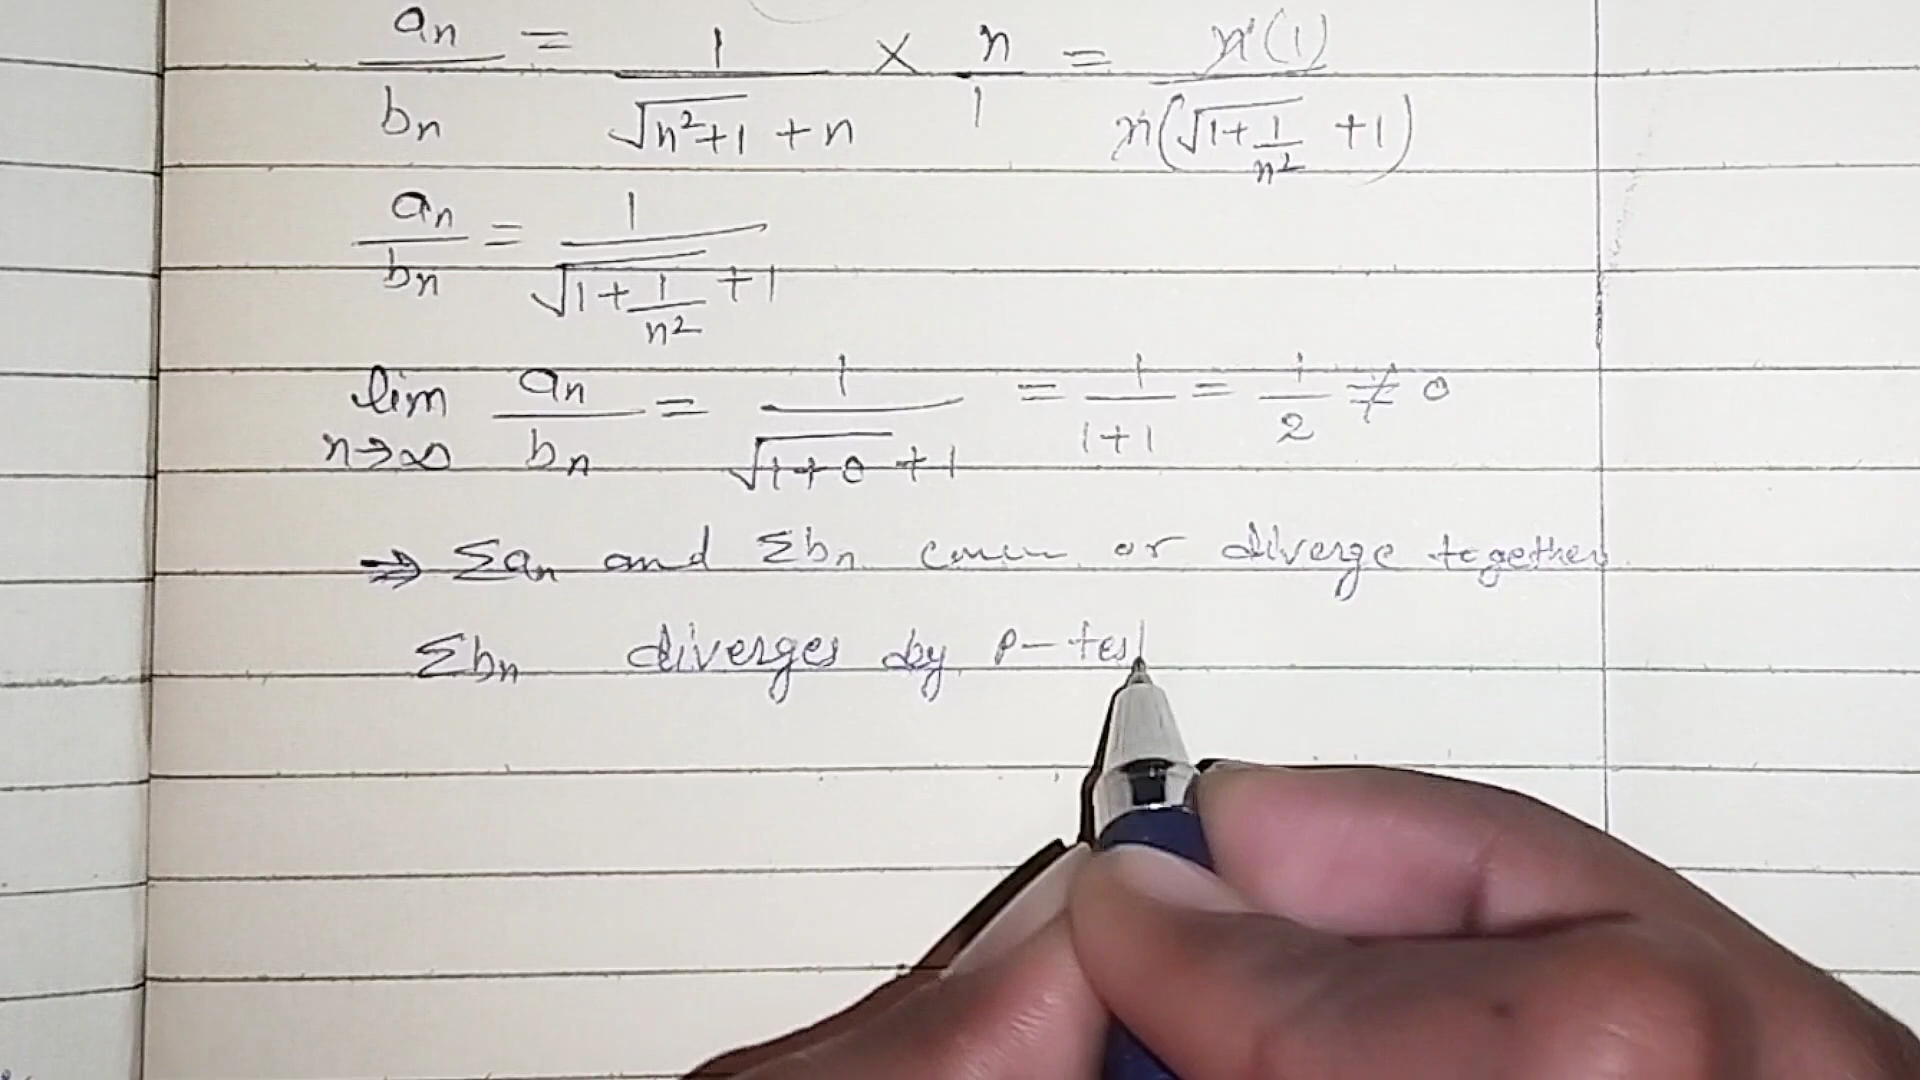 an/bn = 1/(√(n²+1) + n) × n/1 = n(1)/(n(√(1+1/n²) +1))
an/bn = 1/(√(1+1/n²) +1)
lim n→∞ an/bn = 1/(√(1+0) +1) = 1/(1+1) = 1/2 ≠ 0
⇒ Σan and Σbn or diverge together
Σbn diverges by P-test